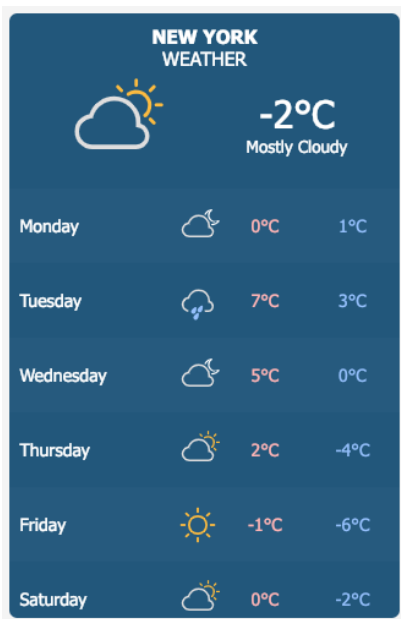 NEW YORK
WEATHER
-2°C
Mostly Cloudy
Monday 0°C 1°C
Tuesday 7°C 3°C
Wednesday 5°C 0°C
Thursday 2°C -4°C
Friday -1°C -6°C
Saturday 0°C -2°C